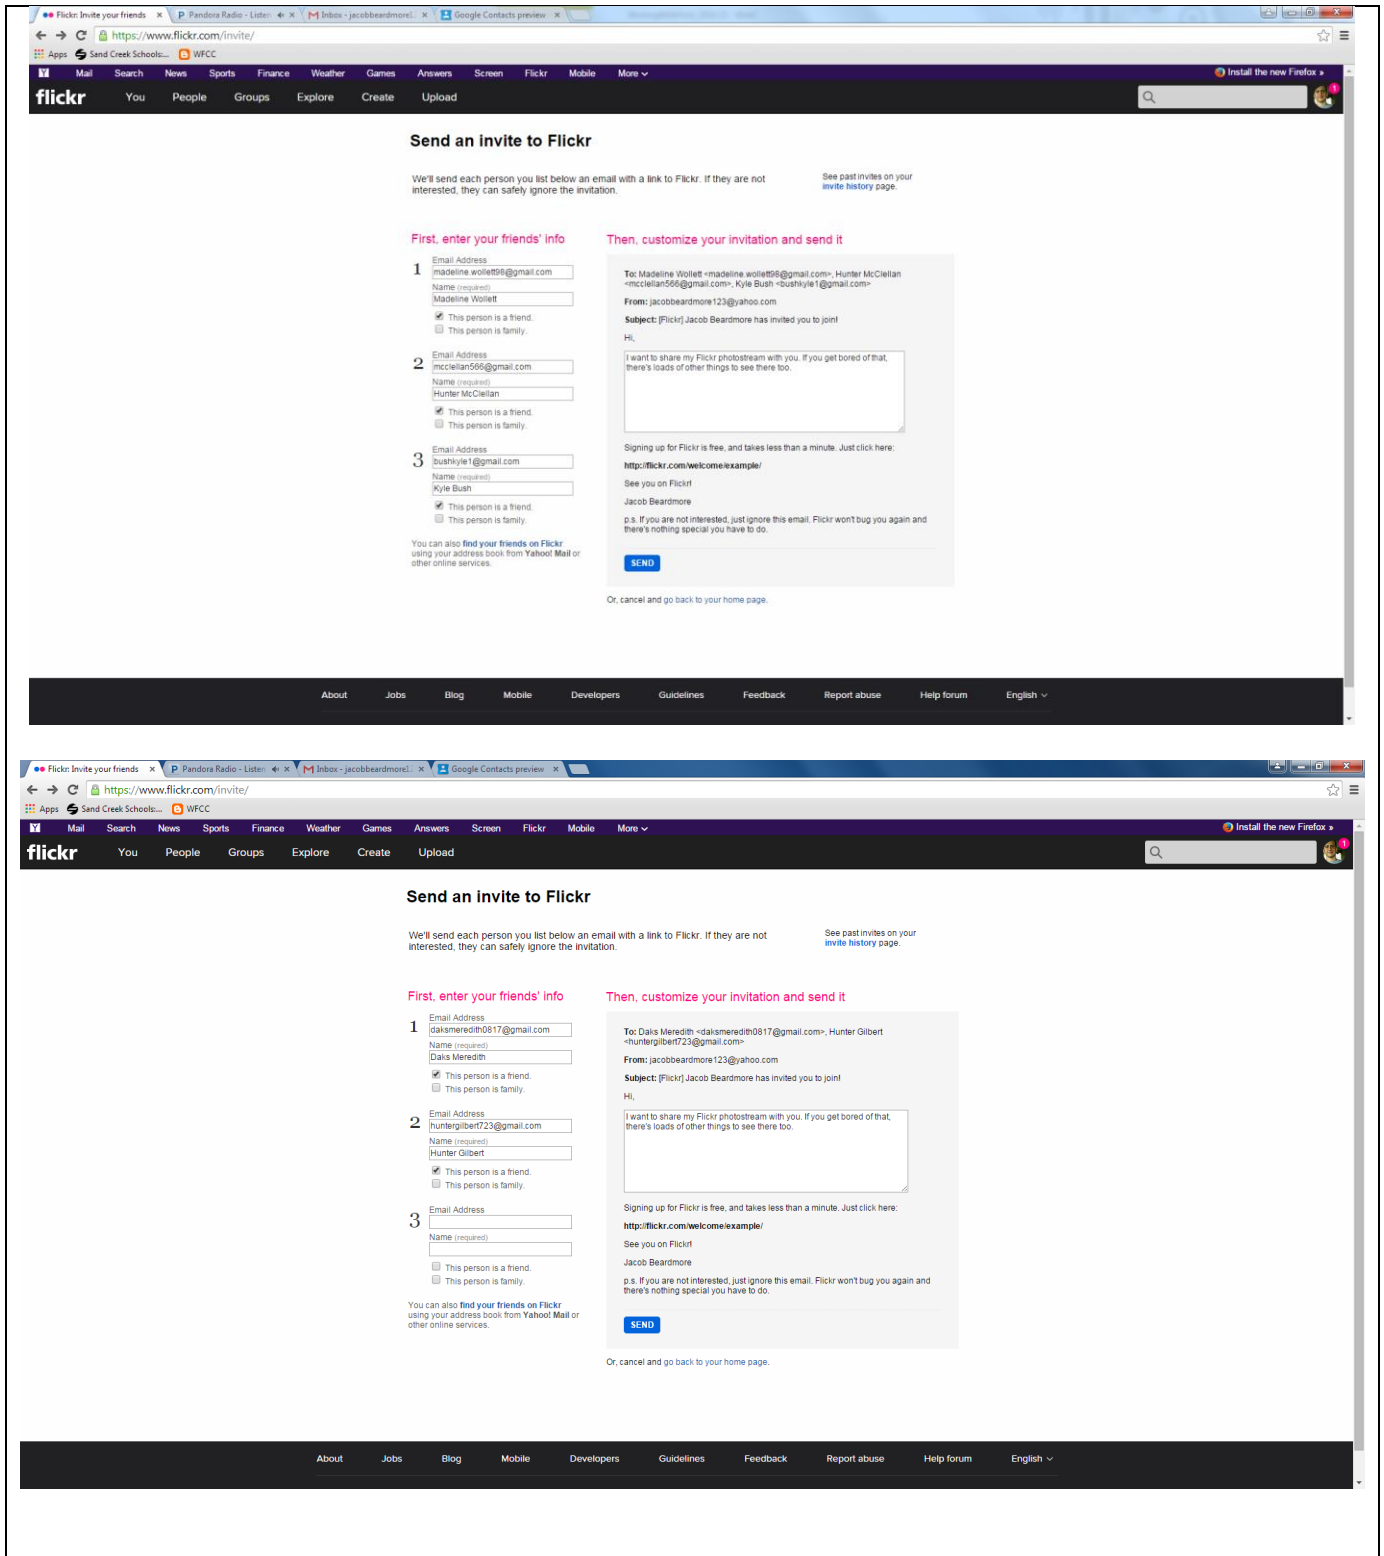 Flickr: Invite your friends × Pandora Radio - Listen × Inbox - jacobbeardmore1 × Google Contacts preview ×
https://www.flickr.com/invite/
Apps Sand Creek Schools:... WFCC
Y Mail Search News Sports Finance Weather Games Answers Screen Flickr Mobile More Install the new Firefox »
flickr You People Groups Explore Create Upload 1
Send an invite to Flickr
We'll send each person you list below an email with a link to Flickr. If they are not
interested, they can safely ignore the invitation.
See past invites on your
invite history page.
First, enter your friends' info
1 Email Address
madeline.wollett98@gmail.com
Name (required)
Madeline Wollett
This person is a friend.
This person is family.
2 Email Address
mcclellan566@gmail.com
Name (required)
Hunter McClellan
This person is a friend.
This person is family.
3 Email Address
bushkyle1@gmail.com
Name (required)
Kyle Bush
This person is a friend.
This person is family.
You can also find your friends on Flickr
using your address book from Yahoo! Mail or
other online services.
Then, customize your invitation and send it
To: Madeline Wollett <madeline.wollett98@gmail.com>, Hunter McClellan
<mcclellan566@gmail.com>, Kyle Bush <bushkyle1@gmail.com>
From: jacobbeardmore123@yahoo.com
Subject: [Flickr] Jacob Beardmore has invited you to join!
Hi,
I want to share my Flickr photostream with you. If you get bored of that,
there's loads of other things to see there too.
Signing up for Flickr is free, and takes less than a minute. Just click here:
http://flickr.com/welcome/example/
See you on Flickr!
Jacob Beardmore
p.s. If you are not interested, just ignore this email. Flickr won't bug you again and
there's nothing special you have to do.
SEND
Or, cancel and go back to your home page.
About Jobs Blog Mobile Developers Guidelines Feedback Report abuse Help forum English
Flickr: Invite your friends × Pandora Radio - Listen × Inbox - jacobbeardmore1 × Google Contacts preview ×
https://www.flickr.com/invite/
Apps Sand Creek Schools:... WFCC
Y Mail Search News Sports Finance Weather Games Answers Screen Flickr Mobile More Install the new Firefox »
flickr You People Groups Explore Create Upload 1
Send an invite to Flickr
We'll send each person you list below an email with a link to Flickr. If they are not
interested, they can safely ignore the invitation.
See past invites on your
invite history page.
First, enter your friends' info
1 Email Address
daksmeredith0817@gmail.com
Name (required)
Daks Meredith
This person is a friend.
This person is family.
2 Email Address
huntergilbert723@gmail.com
Name (required)
Hunter Gilbert
This person is a friend.
This person is family.
3 Email Address
Name (required)
This person is a friend.
This person is family.
You can also find your friends on Flickr
using your address book from Yahoo! Mail or
other online services.
Then, customize your invitation and send it
To: Daks Meredith <daksmeredith0817@gmail.com>, Hunter Gilbert
<huntergilbert723@gmail.com>
From: jacobbeardmore123@yahoo.com
Subject: [Flickr] Jacob Beardmore has invited you to join!
Hi,
I want to share my Flickr photostream with you. If you get bored of that,
there's loads of other things to see there too.
Signing up for Flickr is free, and takes less than a minute. Just click here:
http://flickr.com/welcome/example/
See you on Flickr!
Jacob Beardmore
p.s. If you are not interested, just ignore this email. Flickr won't bug you again and
there's nothing special you have to do.
SEND
Or, cancel and go back to your home page.
About Jobs Blog Mobile Developers Guidelines Feedback Report abuse Help forum English